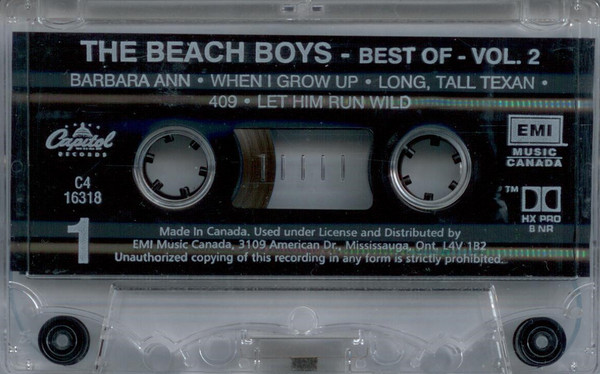 THE BEACH BOYS - BEST OF - VOL. 2
BARBARA ANN • WHEN I GROW UP • LONG, TALL TEXAN •
409 • LET HIM RUN WILD
Capitol
RECORDS
EMI
MUSIC
CANADA
C4
16318
™
HX PRO
B NR
1
Made In Canada. Used under License and Distributed by
EMI Music Canada, 3109 American Dr., Mississauga, Ont. L4V 1B2
Unauthorized copying of this recording in any form is strictly prohibited.